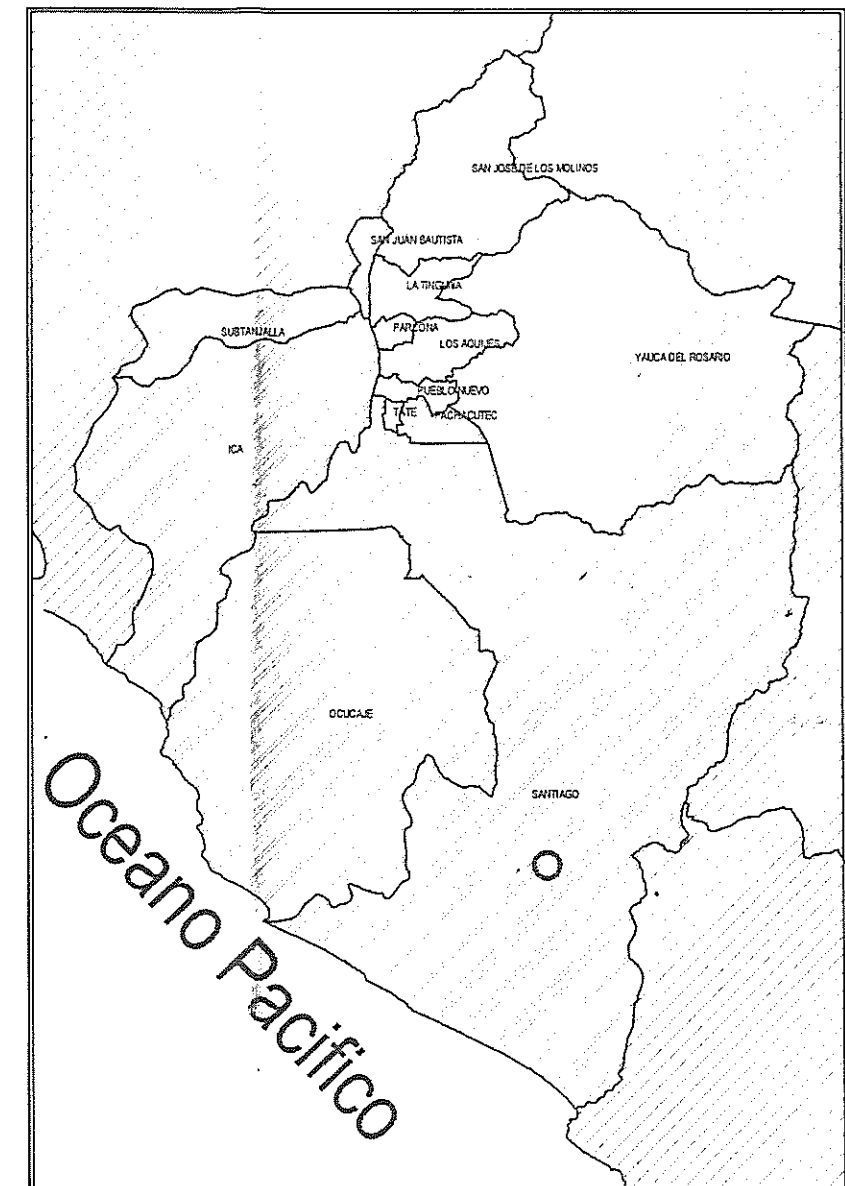 SAN JOSE DE LOS MOLINOS
SAN JUAN BAUTISTA
LA TINGUIÑA
SUBTANJALLA
PARCONA
LOS AQUIJES
YAUCA DEL ROSARIO
PUEBLO NUEVO
TATE
PACHACUTEC
ICA
OCUCAJE
SANTIAGO
Oceano Pacifico